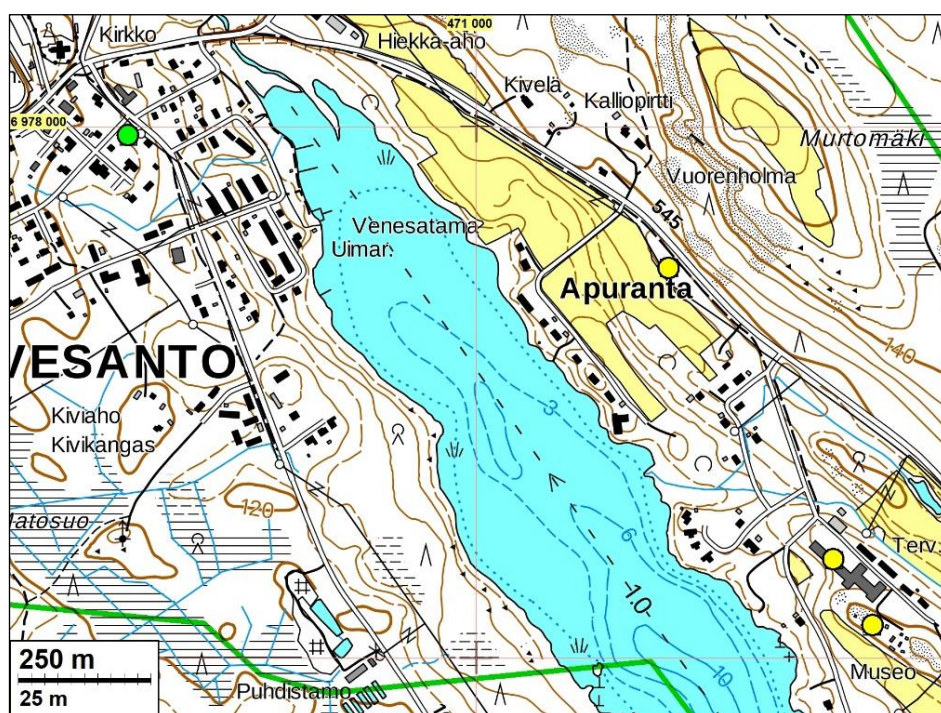 471 000
Kirkko
Hiekka-aho
Kivelä
Kalliopirtti
6 978 000
Murtomäki
Vuorenholma
545
Venesatama
Uimar.
Apuranta
140
VESANTO
3
Kiviaho
Kivikangas
120
6
Terv
10
10
250 m
25 m
Puhdistamo
Museo